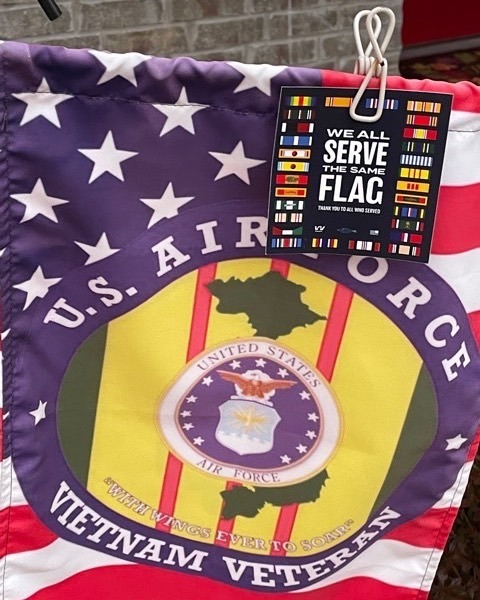 WE ALL
SERVE
THE SAME
FLAG
THANK YOU TO ALL WHO SERVED
U.S. AIR FORCE
UNITED STATES
AIR FORCE
"WITH WINGS EVER TO SOAR"
VIETNAM VETERAN